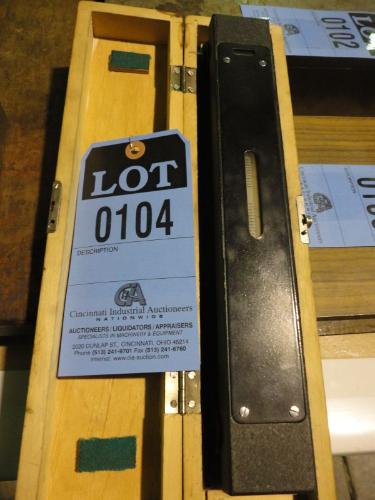 LOT
0104
DESCRIPTION
CIA
Cincinnati Industrial Auctioneers
NATIONWIDE
AUCTIONEERS / LIQUIDATORS / APPRAISERS
SPECIALISTS IN MACHINERY & EQUIPMENT
2020 DUNLAP ST., CINCINNATI, OHIO 45214
Phone (513) 241-9701 Fax (513) 241-6760
Internet: www.cia-auction.com
LOT
0102